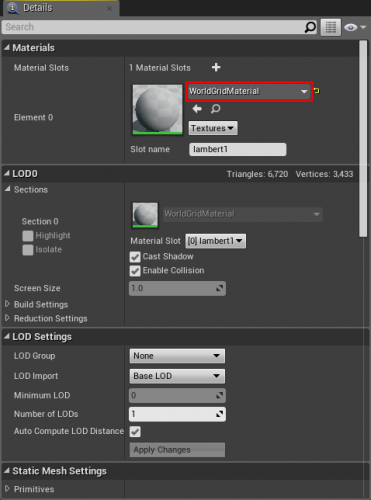 Details
Search
Materials
Material Slots 1 Material Slots
WorldGridMaterial
Element 0
Textures
Slot name lambert1
LOD0 Triangles: 6,720 Vertices: 3,433
Sections
WorldGridMaterial
Section 0
Highlight
Isolate
Material Slot [0] lambert1
Cast Shadow
Enable Collision
Screen Size 1.0
Build Settings
Reduction Settings
LOD Settings
LOD Group None
LOD Import Base LOD
Minimum LOD 0
Number of LODs 1
Auto Compute LOD Distance
Apply Changes
Static Mesh Settings
Primitives